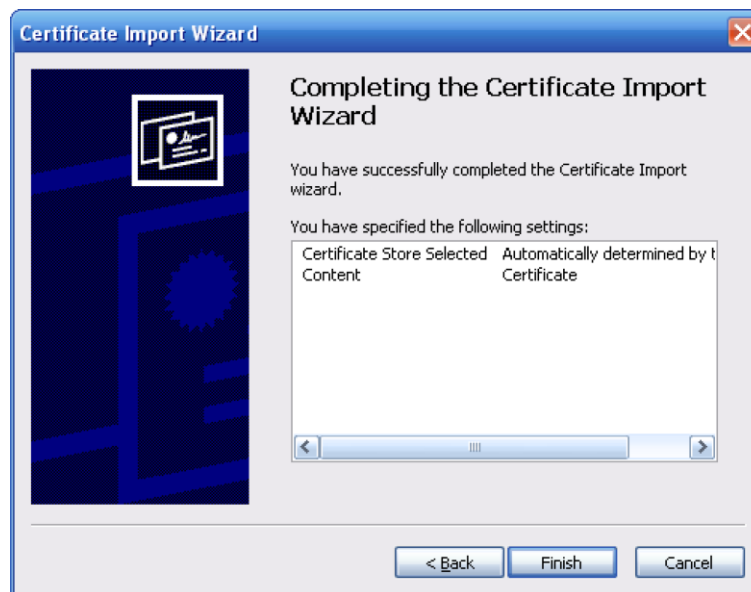 Certificate Import Wizard
Completing the Certificate Import
Wizard
You have successfully completed the Certificate Import
wizard.
You have specified the following settings:
Certificate Store Selected Automatically determined by t
Content Certificate
< Back Finish Cancel